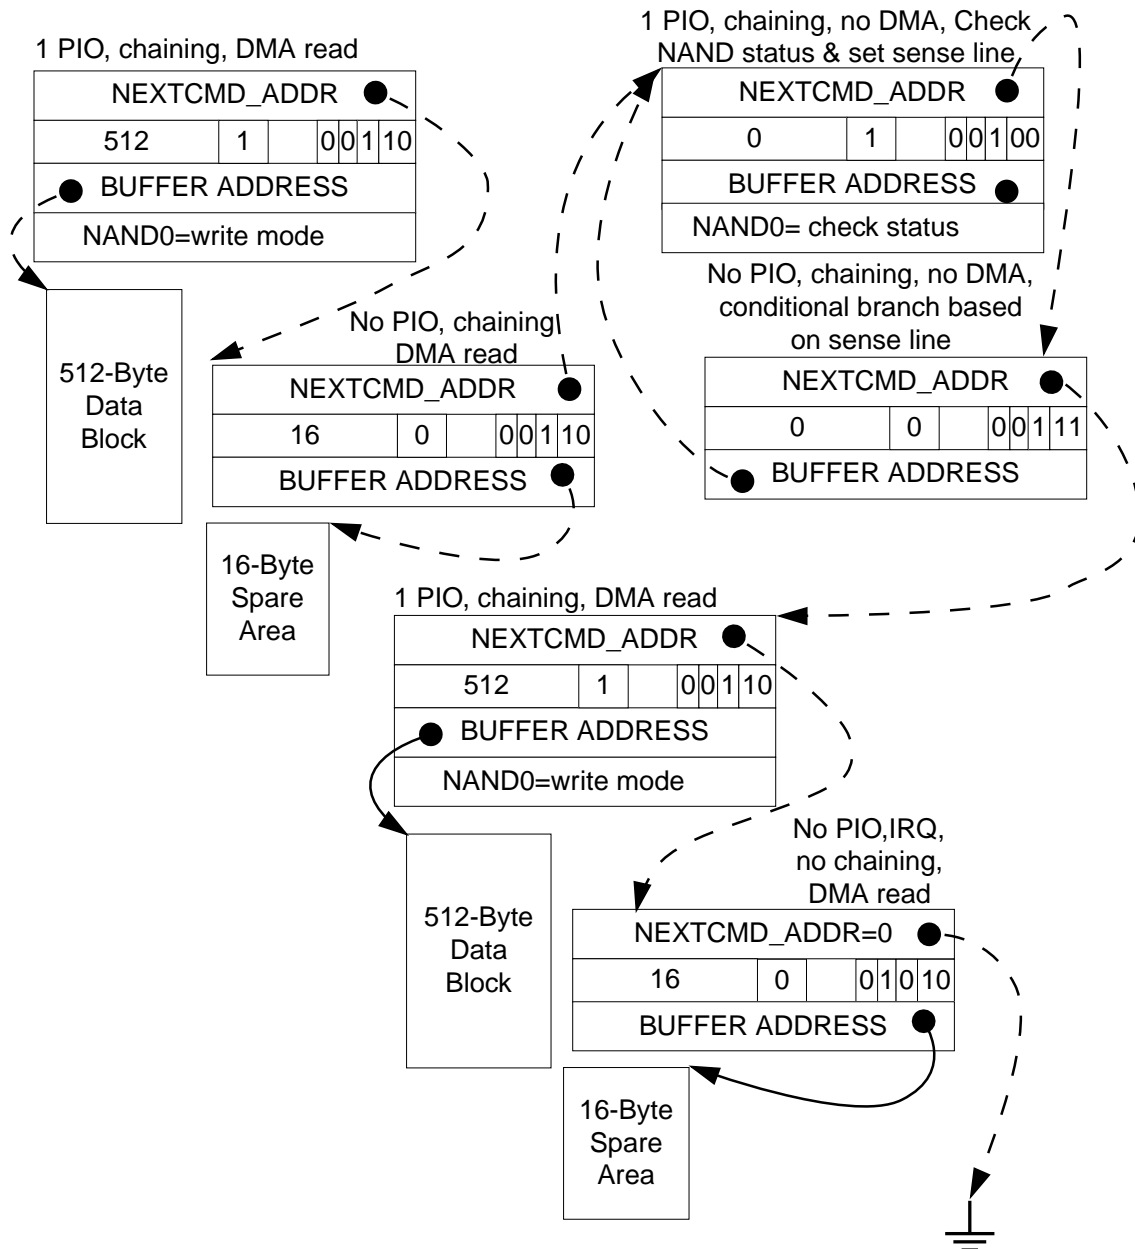 1 PIO, chaining, DMA read
NEXTCMD_ADDR
512 1 0 0 1 10
BUFFER ADDRESS
NAND0=write mode
512-Byte
Data
Block
No PIO, chaining
DMA read
NEXTCMD_ADDR
16 0 0 0 1 10
BUFFER ADDRESS
16-Byte
Spare
Area
1 PIO, chaining, no DMA, Check
NAND status & set sense line
NEXTCMD_ADDR
0 1 0 0 1 00
BUFFER ADDRESS
NAND0= check status
No PIO, chaining, no DMA,
conditional branch based
on sense line
NEXTCMD_ADDR
0 0 0 0 1 11
BUFFER ADDRESS
1 PIO, chaining, DMA read
NEXTCMD_ADDR
512 1 0 0 1 10
BUFFER ADDRESS
NAND0=write mode
512-Byte
Data
Block
No PIO,IRQ,
no chaining,
DMA read
NEXTCMD_ADDR=0
16 0 0 1 0 10
BUFFER ADDRESS
16-Byte
Spare
Area